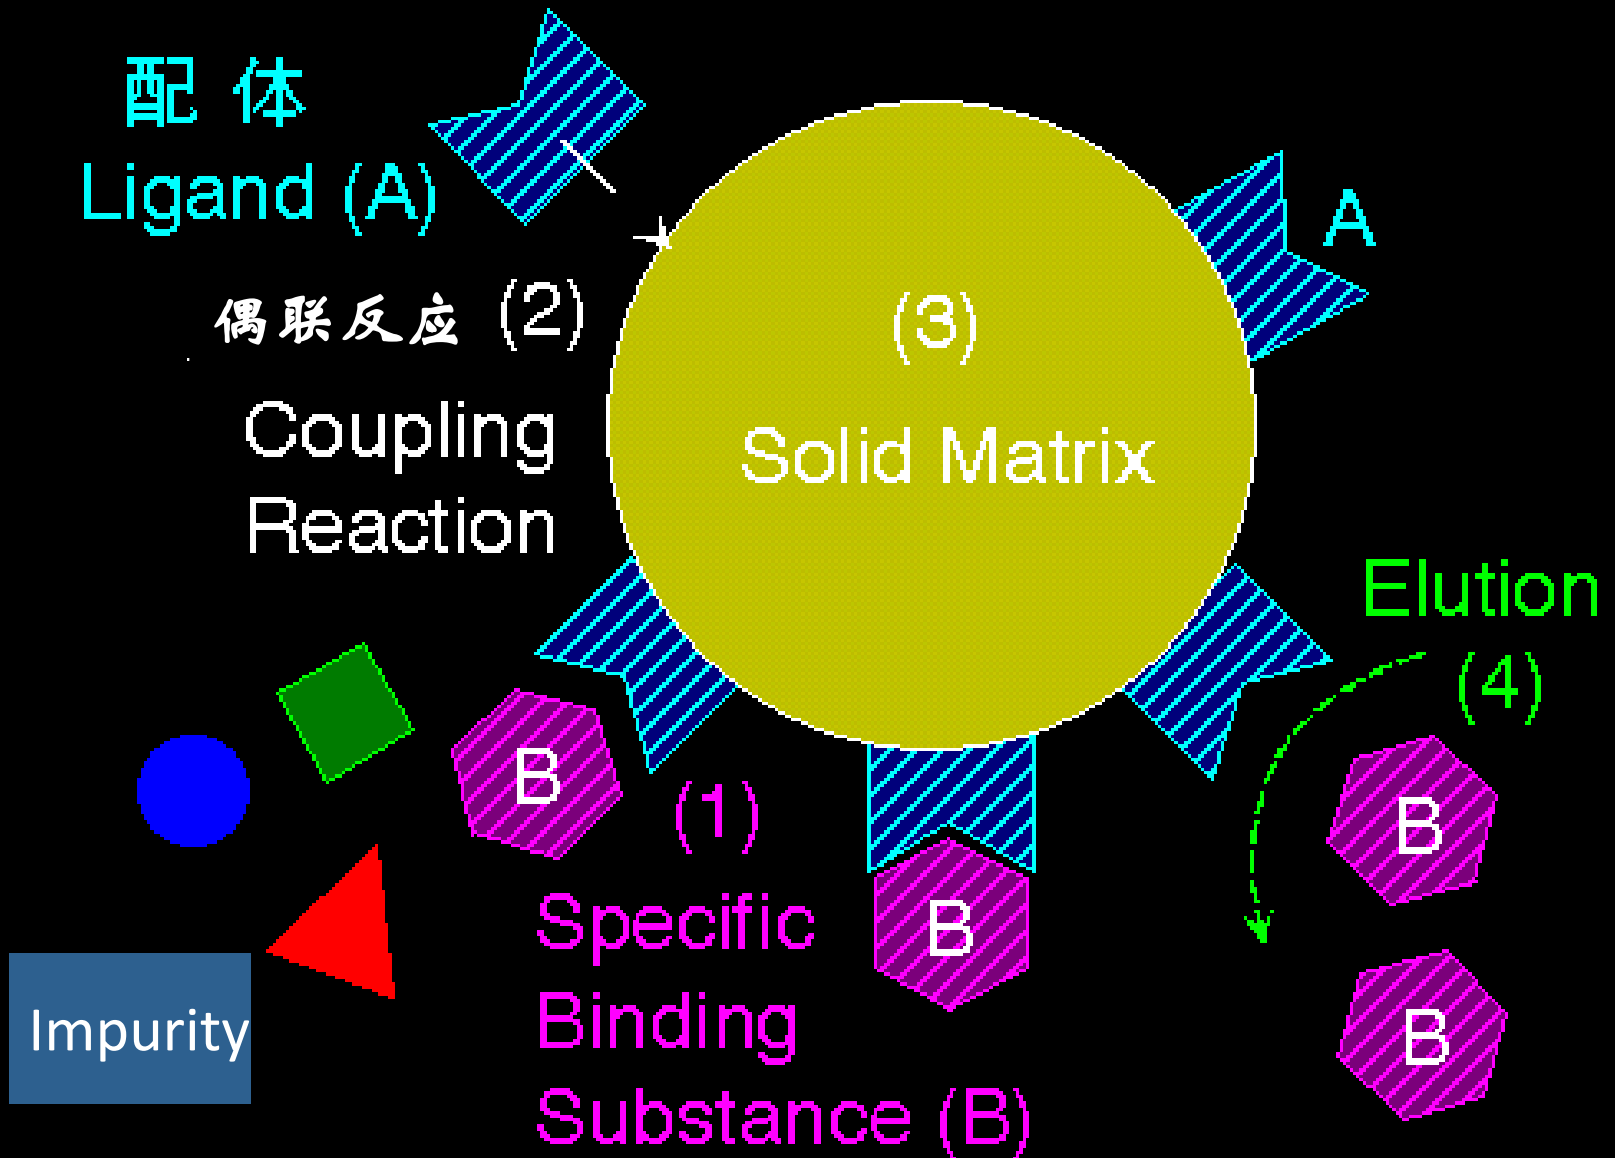 配 体
Ligand (A)
A
偶联反应 (2)
(3)
Coupling
Reaction
Solid Matrix
Elution
(4)
B
(1)
B
Specific
B
Binding
Substance (B)
B
Impurity